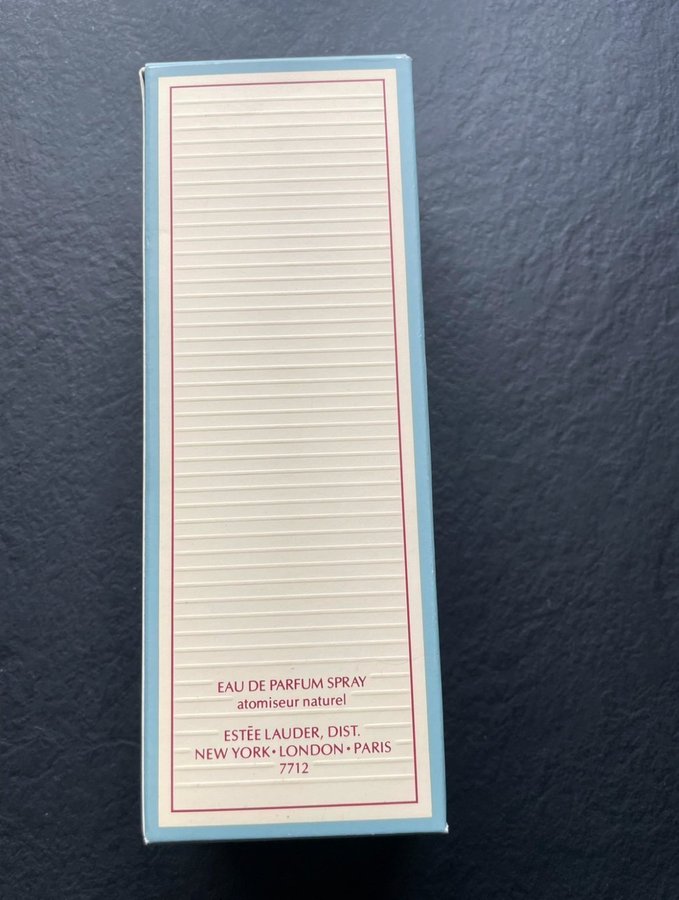 EAU DE PARFUM SPRAY
atomiseur naturel
ESTĒE LAUDER, DIST.
NEW YORK • LONDON • PARIS
7712